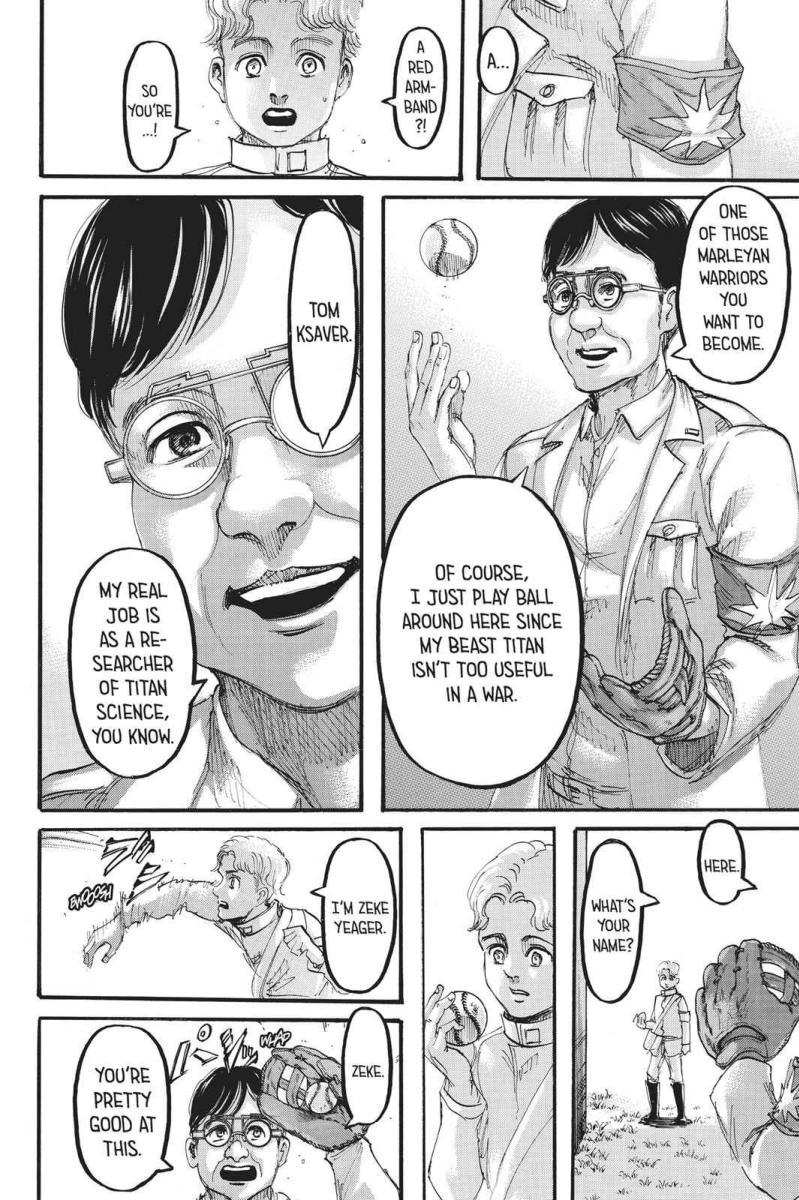 A...
A
RED
ARM-
BAND
?!
SO
YOU'RE
...!
ONE
OF THOSE
MARLEYAN
WARRIORS
YOU
WANT TO
BECOME.
OF COURSE,
I JUST PLAY BALL
AROUND HERE SINCE
MY BEAST TITAN
ISN'T TOO USEFUL
IN A WAR.
TOM
KSAVER.
MY REAL
JOB IS
AS A RE-
SEARCHER
OF TITAN
SCIENCE,
YOU KNOW.
HERE.
WHAT'S
YOUR
NAME?
I'M ZEKE
YEAGER.
BWOOSH
ZEKE.
WHAP
YOU'RE
PRETTY
GOOD AT
THIS.